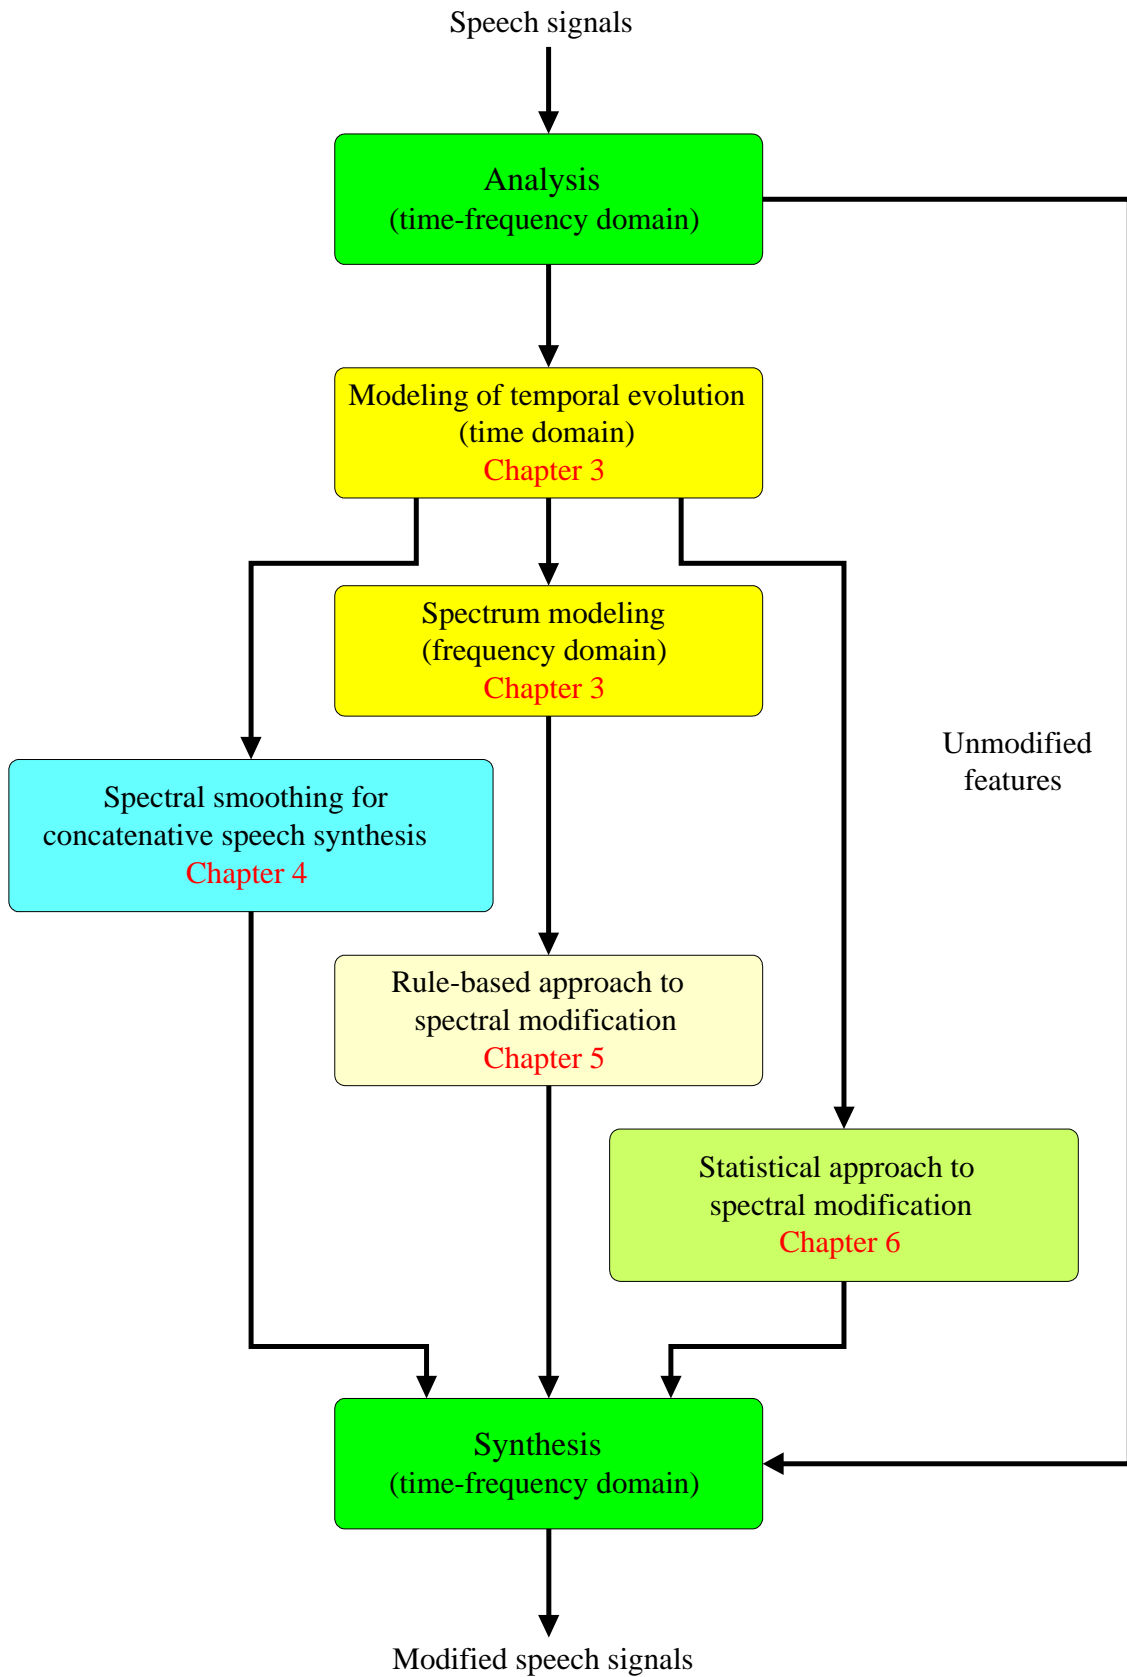 Speech signals
Analysis
(time-frequency domain)
Modeling of temporal evolution
(time domain)
Chapter 3
Spectrum modeling
(frequency domain)
Chapter 3
Unmodified
features
Spectral smoothing for
concatenative speech synthesis
Chapter 4
Rule-based approach to
spectral modification
Chapter 5
Statistical approach to
spectral modification
Chapter 6
Synthesis
(time-frequency domain)
Modified speech signals